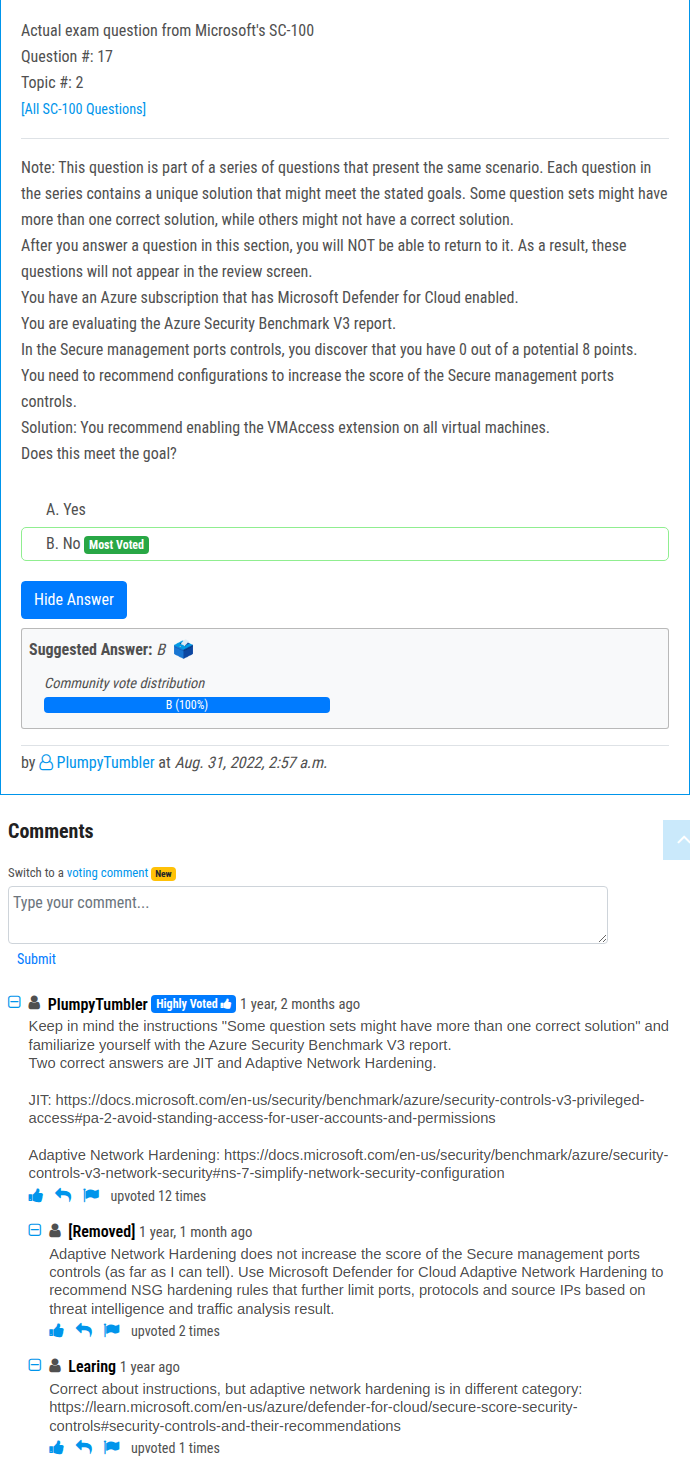 Actual exam question from Microsoft's SC-100
Question #: 17
Topic #: 2
[All SC-100 Questions]
Note: This question is part of a series of questions that present the same scenario. Each question in
the series contains a unique solution that might meet the stated goals. Some question sets might have
more than one correct solution, while others might not have a correct solution.
After you answer a question in this section, you will NOT be able to return to it. As a result, these
questions will not appear in the review screen.
You have an Azure subscription that has Microsoft Defender for Cloud enabled.
You are evaluating the Azure Security Benchmark V3 report.
In the Secure management ports controls, you discover that you have 0 out of a potential 8 points.
You need to recommend configurations to increase the score of the Secure management ports
controls.
Solution: You recommend enabling the VMAccess extension on all virtual machines.
Does this meet the goal?
A. Yes
B. No Most Voted
Hide Answer
Suggested Answer: B
Community vote distribution
B (100%)
by PlumpyTumbler at Aug. 31, 2022, 2:57 a.m.
Comments
Switch to a voting comment New
Type your comment...
Submit
PlumpyTumbler Highly Voted 1 year, 2 months ago
Keep in mind the instructions "Some question sets might have more than one correct solution" and
familiarize yourself with the Azure Security Benchmark V3 report.
Two correct answers are JIT and Adaptive Network Hardening.
JIT: https://docs.microsoft.com/en-us/security/benchmark/azure/security-controls-v3-privileged-
access#pa-2-avoid-standing-access-for-user-accounts-and-permissions
Adaptive Network Hardening: https://docs.microsoft.com/en-us/security/benchmark/azure/security-
controls-v3-network-security#ns-7-simplify-network-security-configuration
upvoted 12 times
[Removed] 1 year, 1 month ago
Adaptive Network Hardening does not increase the score of the Secure management ports
controls (as far as I can tell). Use Microsoft Defender for Cloud Adaptive Network Hardening to
recommend NSG hardening rules that further limit ports, protocols and source IPs based on
threat intelligence and traffic analysis result.
upvoted 2 times
Learing 1 year ago
Correct about instructions, but adaptive network hardening is in different category:
https://learn.microsoft.com/en-us/azure/defender-for-cloud/secure-score-security-
controls#security-controls-and-their-recommendations
upvoted 1 times